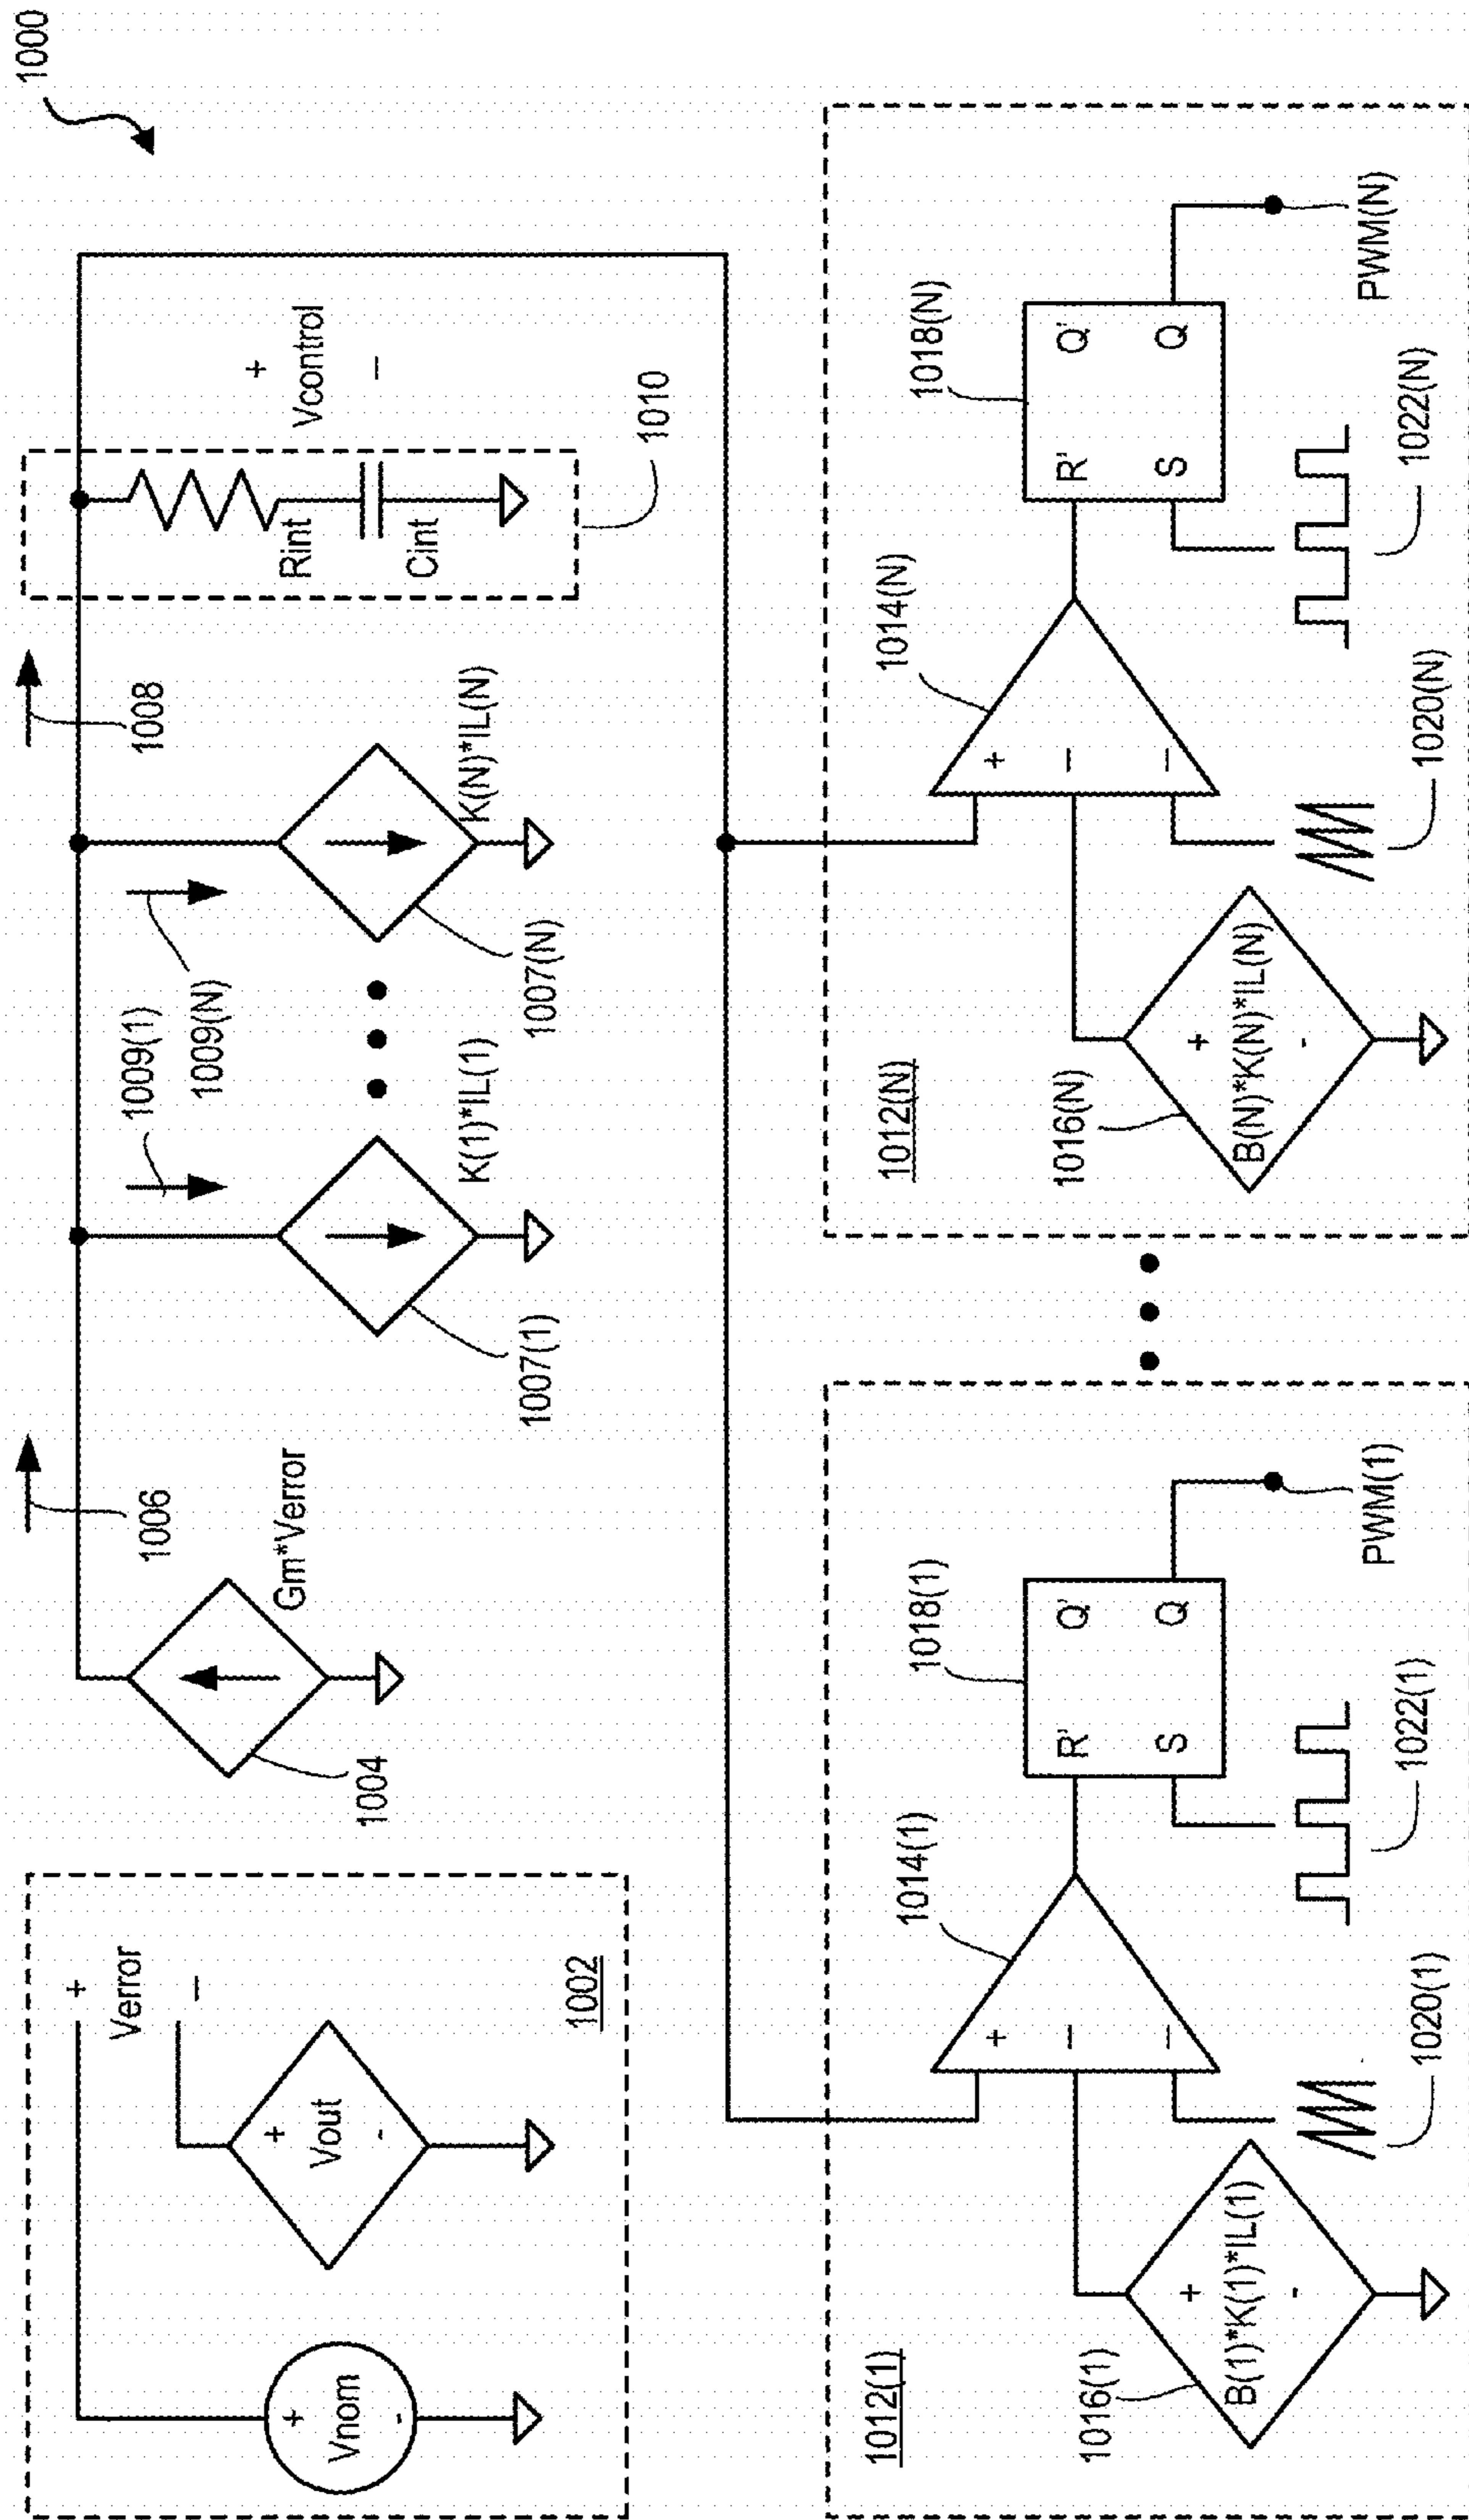 1000
1002
Vnom
+
-
Vout
+
-
+
Verror
–
1004
Gm*Verror
1006
1007(1)
K(1)*IL(1)
1009(1)
1009(N)
1007(N)
K(N)*IL(N)
1008
Rint
Cint
+
Vcontrol
–
1010
1012(1)
1016(1)
+
B(1)*K(1)*IL(1)
-
1014(1)
+
–
–
1020(1)
1018(1)
R' Q'
S Q
1022(1)
PWM(1)
1012(N)
1016(N)
+
B(N)*K(N)*IL(N)
-
1014(N)
+
–
–
1020(N)
1018(N)
R' Q'
S Q
1022(N)
PWM(N)